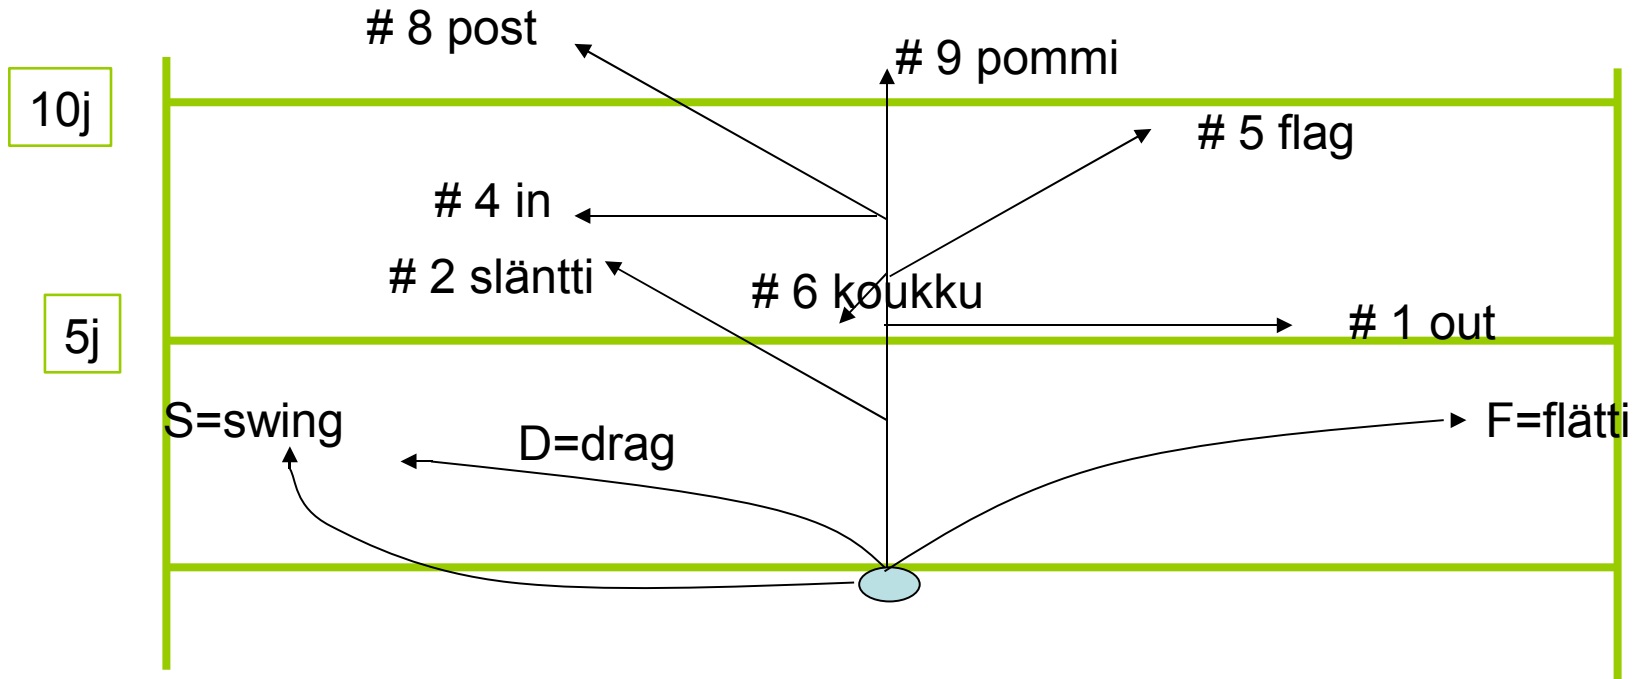 # 8 post
# 9 pommi
10j
# 5 flag
# 4 in
# 2 släntti
# 6 koukku
5j
# 1 out
S=swing
D=drag
F=flätti